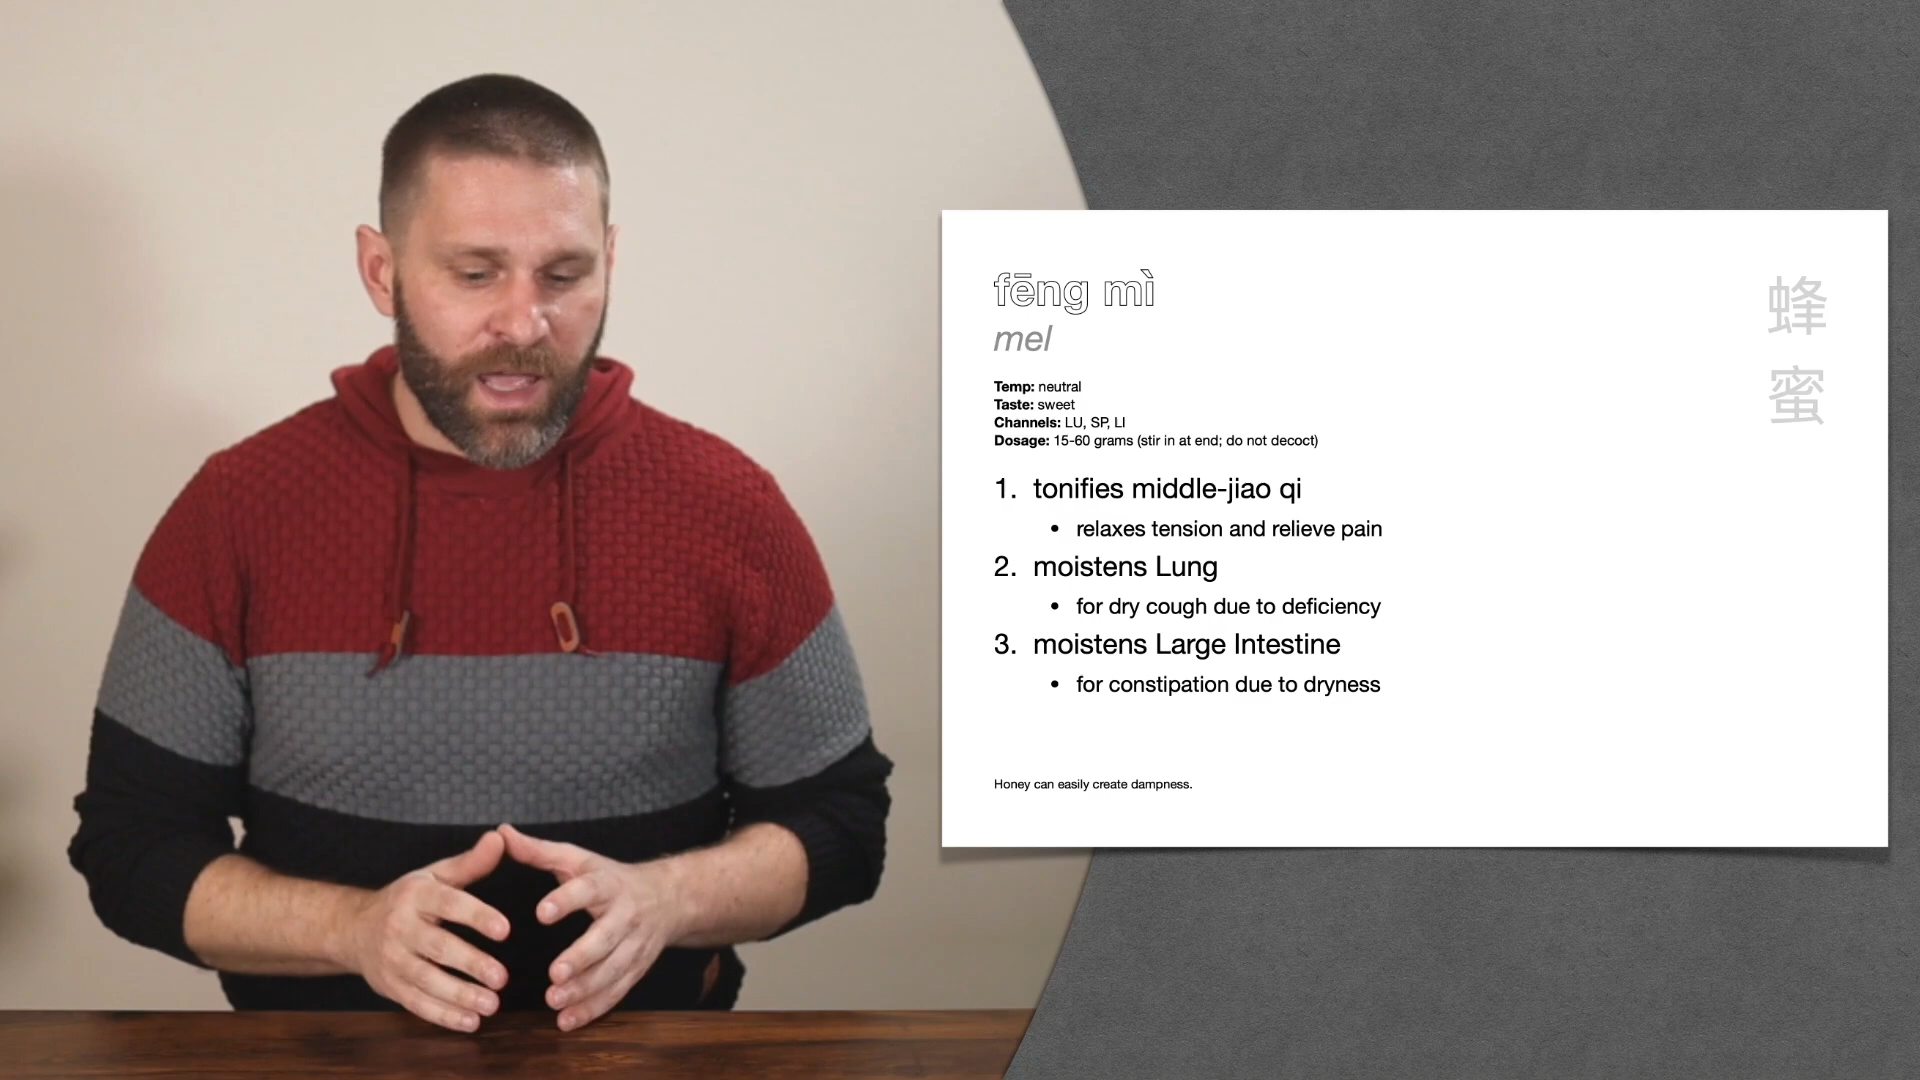 fēng mì
mel
蜂
蜜
Temp: neutral
Taste: sweet
Channels: LU, SP, LI
Dosage: 15-60 grams (stir in at end; do not decoct)
1. tonifies middle-jiao qi
• relaxes tension and relieve pain
2. moistens Lung
• for dry cough due to deficiency
3. moistens Large Intestine
• for constipation due to dryness
Honey can easily create dampness.